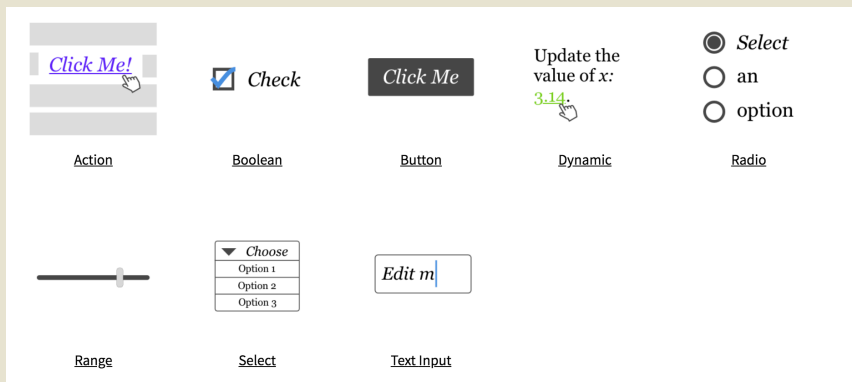 Click Me!
Check
Click Me
Update the
value of x:
3.14.
Select
an
option
Action
Boolean
Button
Dynamic
Radio
Choose
Option 1
Option 2
Option 3
Edit m
Range
Select
Text Input